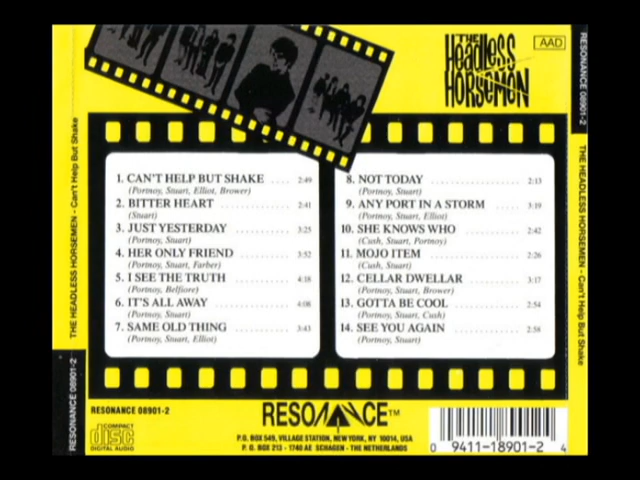 THE
HEADLESS
HORSEMEN
AAD
RESONANCE 08901-2
THE HEADLESS HORSEMEN - Can't Help But Shake
1. CAN'T HELP BUT SHAKE .... 2:49
(Portnoy, Stuart, Elliot, Brower)
2. BITTER HEART 2:41
(Stuart)
3. JUST YESTERDAY 3:25
(Portnoy, Stuart)
4. HER ONLY FRIEND 3:52
(Portnoy, Stuart, Farber)
5. I SEE THE TRUTH 4:18
(Portnoy, Belfiore)
6. IT'S ALL AWAY 4:08
(Portnoy, Stuart)
7. SAME OLD THING 3:43
(Portnoy, Stuart, Elliot)
8. NOT TODAY 2:13
(Portnoy, Stuart)
9. ANY PORT IN A STORM 3:19
(Portnoy, Stuart, Elliot)
10. SHE KNOWS WHO 2:42
(Cush, Stuart, Portnoy)
11. MOJO ITEM 2:26
(Cush, Stuart)
12. CELLAR DWELLAR 3:17
(Portnoy, Stuart, Brower)
13. GOTTA BE COOL 2:54
(Portnoy, Stuart, Cush)
14. SEE YOU AGAIN 2:58
(Portnoy, Stuart)
THE HEADLESS HORSEMEN - Can't Help But Shake
RESONANCE 08901-2
RESONANCE 08901-2
COMPACT
disc
DIGITAL AUDIO
RESONANCE™
P.O. BOX 549, VILLAGE STATION, NEW YORK, NY 10014, USA
P.O. BOX 213 - 1740 AE SCHAGEN - THE NETHERLANDS
0 9411-18901-2 4